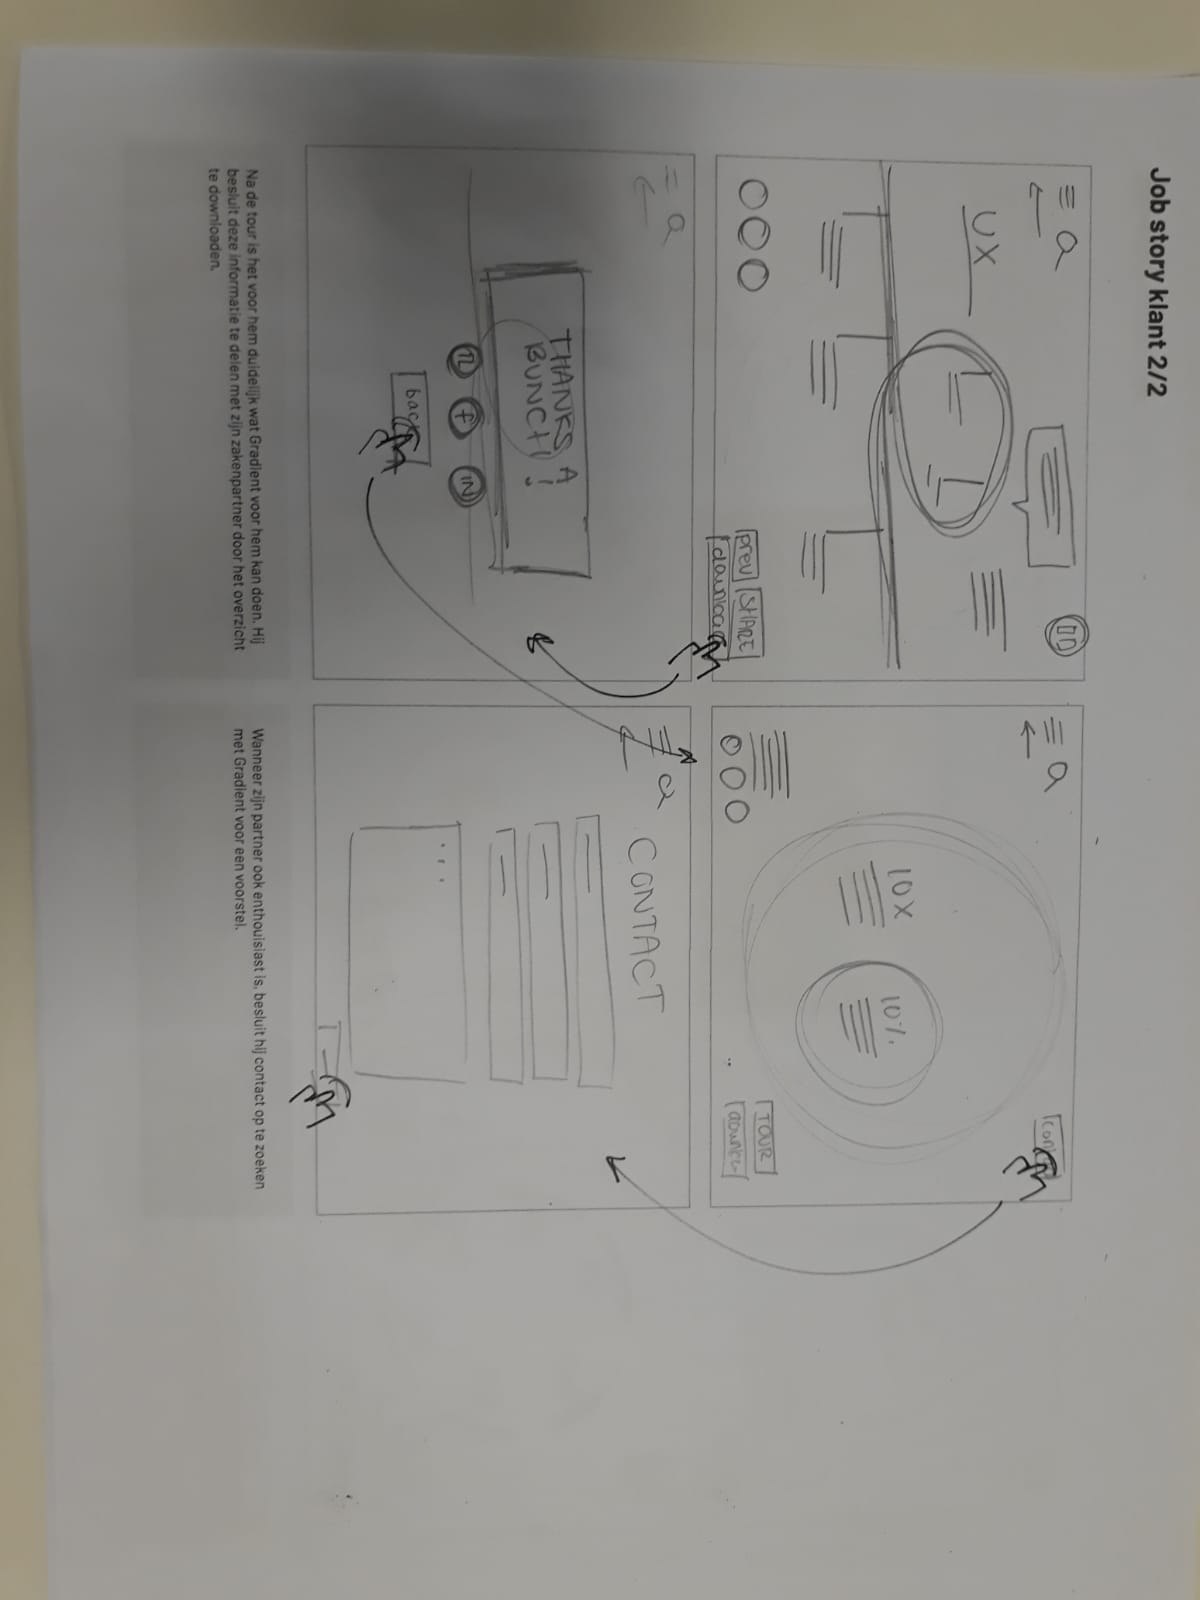 Job story klant 2/2
UX
prev SHARE
download
THANKS A
BUNCH!
f IN
back
Na de tour is het voor hem duidelijk wat Gradient voor hem kan doen. Hij
besluit deze informatie te delen met zijn zakenpartner door het overzicht
te downloaden.
10X
10%
TOUR
CONTACT
Wanneer zijn partner ook enthouisiast is, besluit hij contact op te zoeken
met Gradient voor een voorstel.